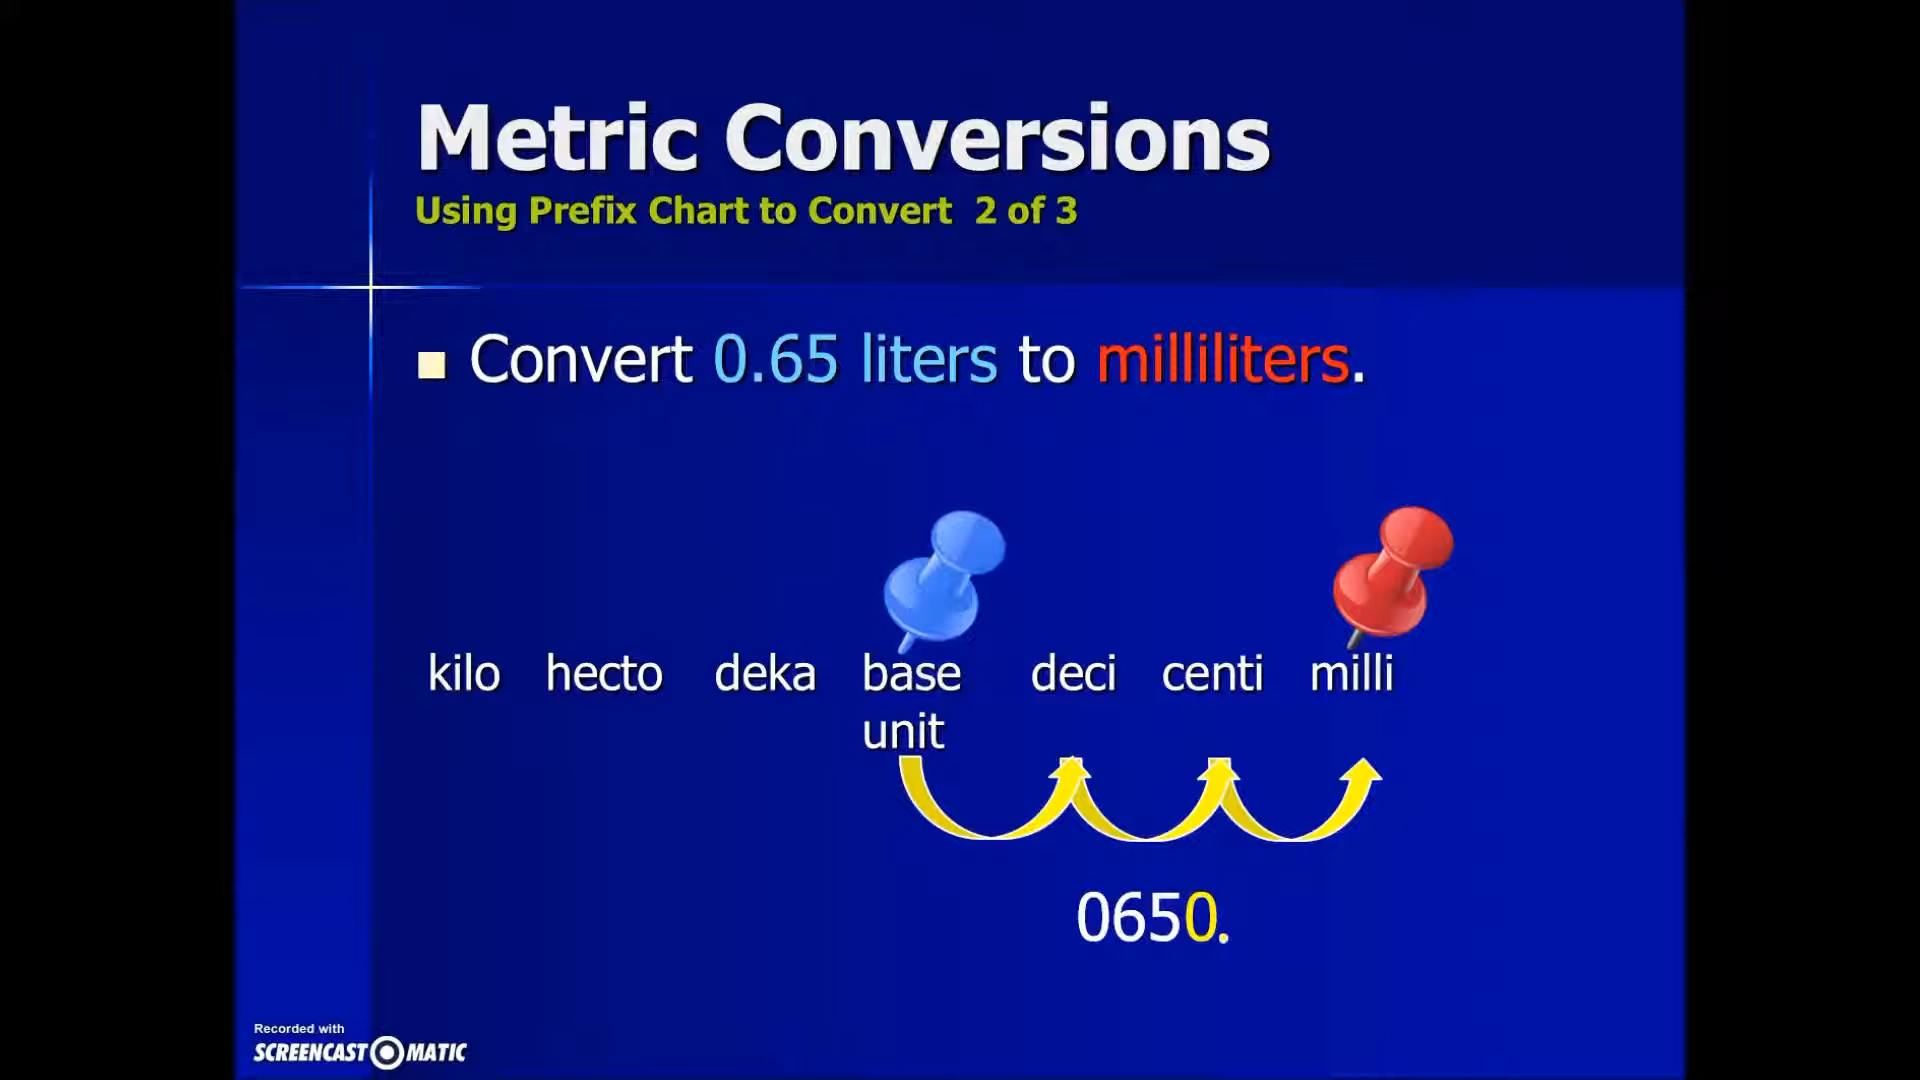 Metric Conversions
Using Prefix Chart to Convert 2 of 3
Convert 0.65 liters to milliliters.
kilo hecto deka base deci centi milli
unit
0650.
Recorded with
SCREENCAST MATIC